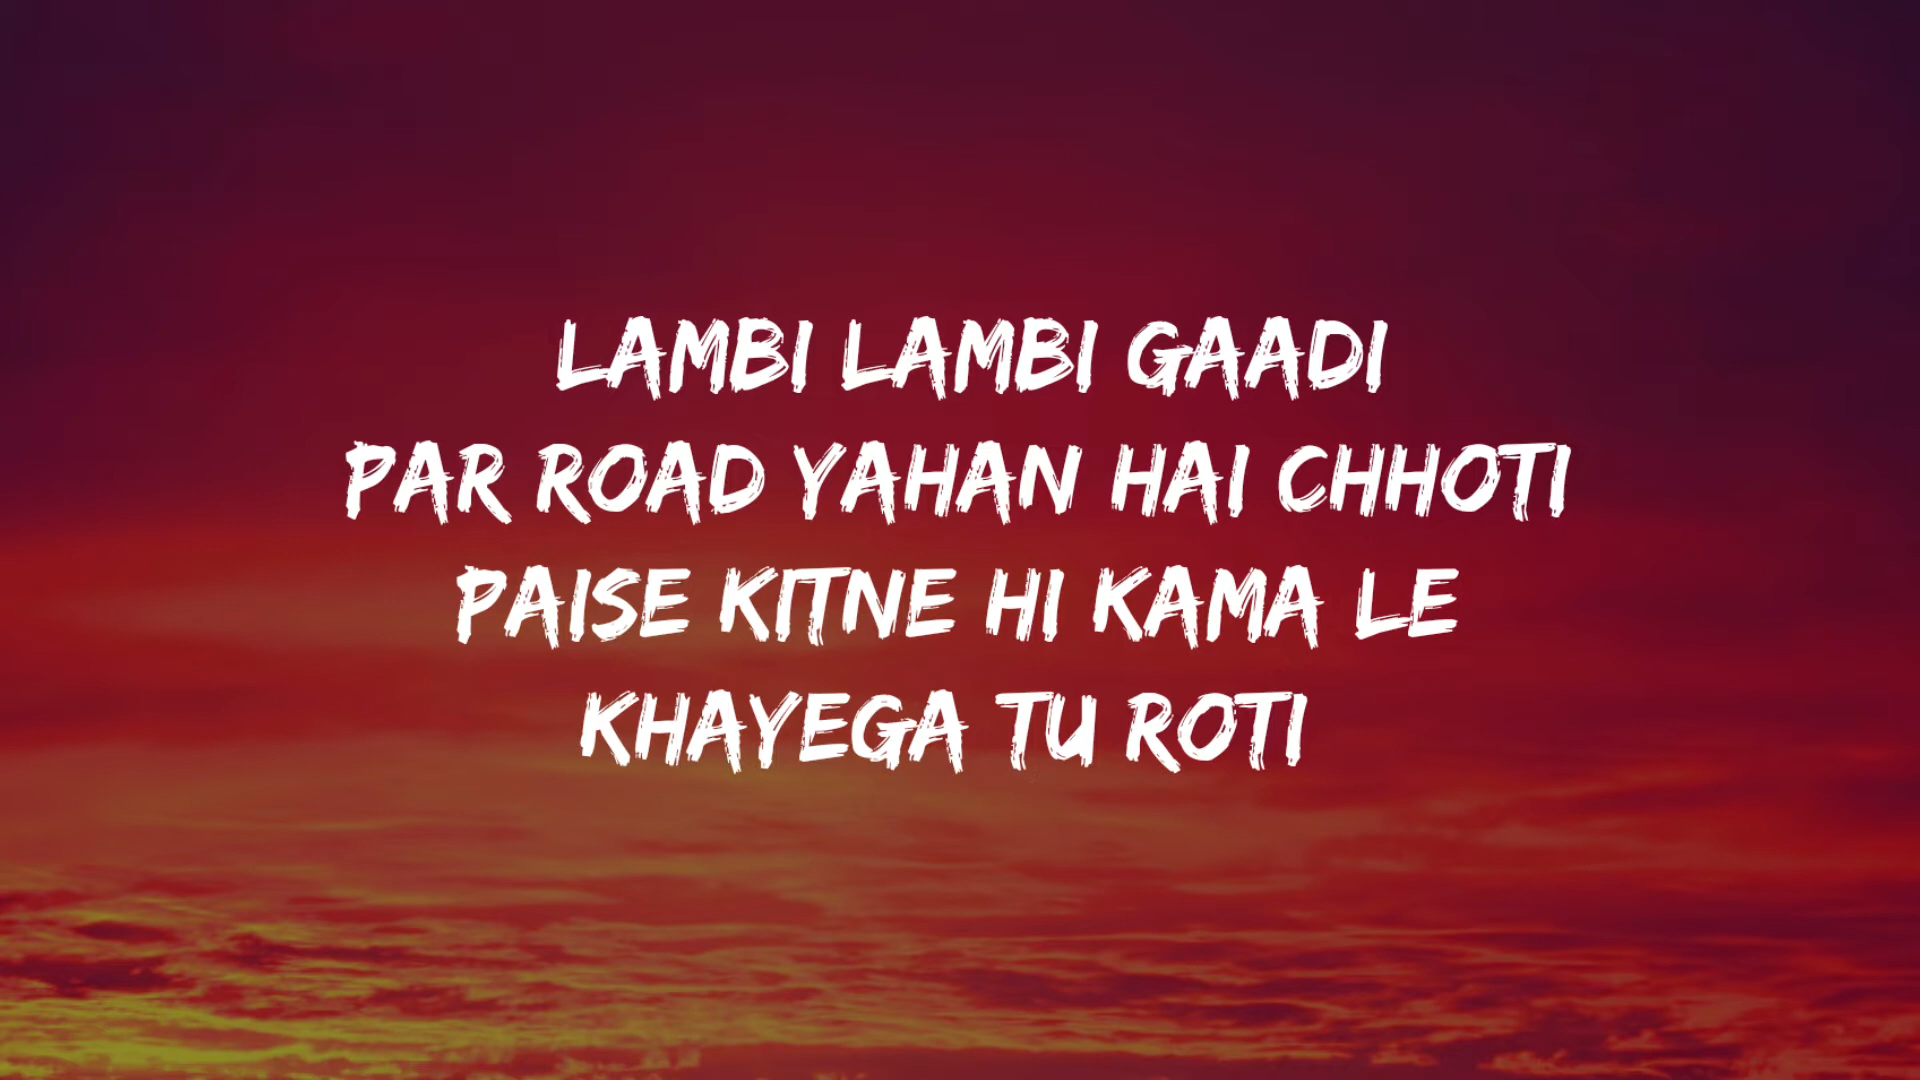 LAMBI LAMBI GAADI
PAR ROAD YAHAN HAI CHHOTI
PAISE KITNE HI KAMA LE
KHAYEGA TU ROTI